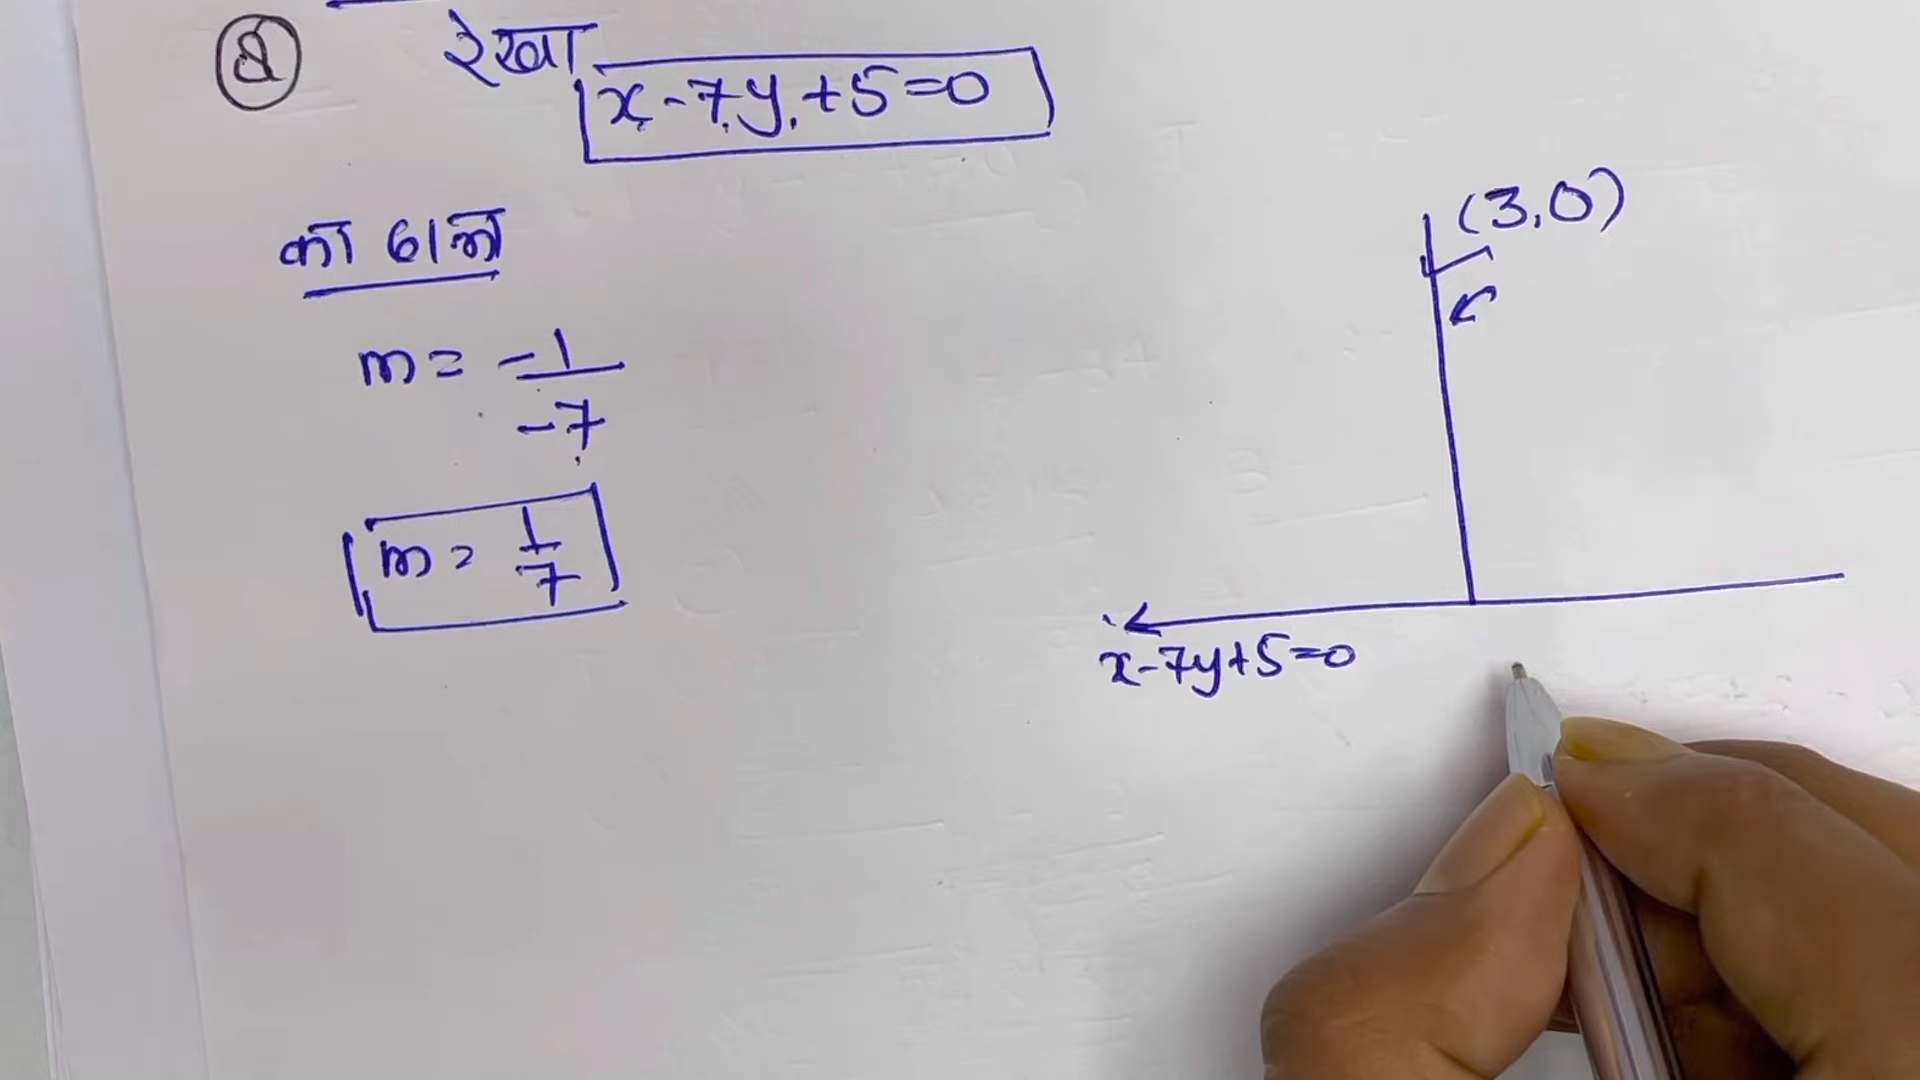 8 रेखा x-7y+5=0
का ढाल
m = -1/-7
m = 1/7
(3,0)
x-7y+5=0